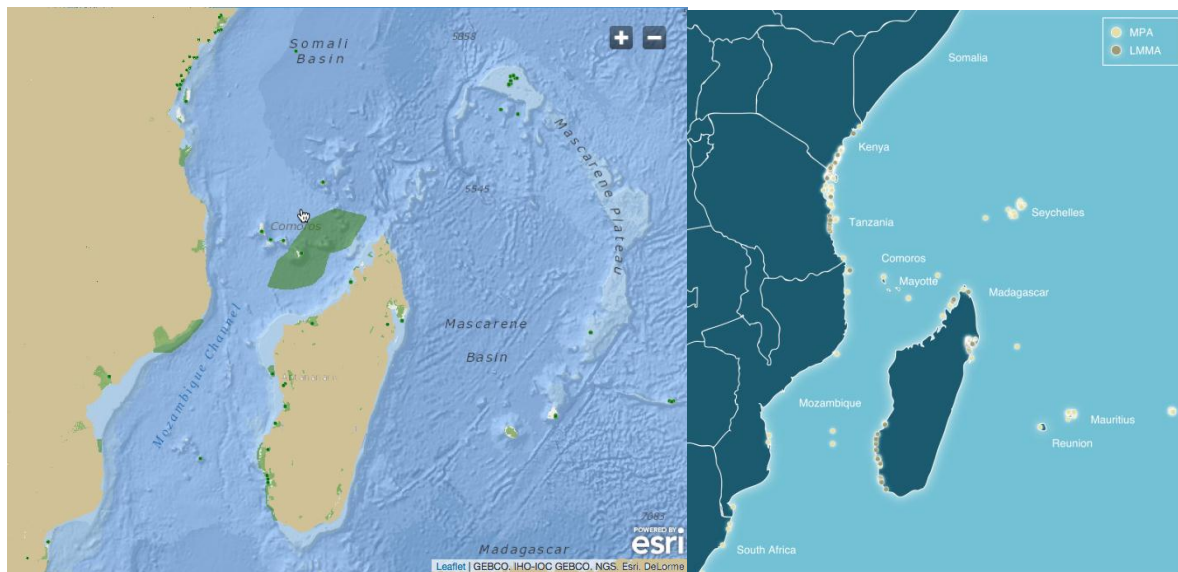 Somali
Basin
5858
+
−
Mascarene Plateau
5845
Comoros
Mozambique Channel
Mascarene
Basin
7083
Madagascar
POWERED BY
esri
Leaflet | GEBCO, IHO-IOC GEBCO, NGS, Esri, DeLorme
MPA
LMMA
Somalia
Kenya
Seychelles
Tanzania
Comoros
Mayotte
Madagascar
Mozambique
Mauritius
Reunion
South Africa